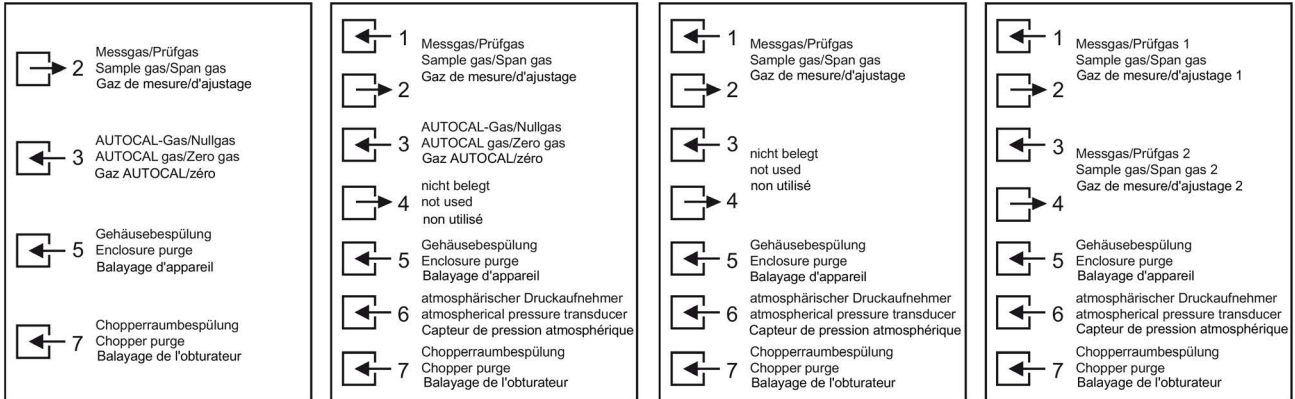 2
Messgas/Prüfgas
Sample gas/Span gas
Gaz de mesure/d'ajustage
3
AUTOCAL-Gas/Nullgas
AUTOCAL gas/Zero gas
Gaz AUTOCAL/zéro
5
Gehäusebespülung
Enclosure purge
Balayage d'appareil
7
Chopperraumbespülung
Chopper purge
Balayage de l'obturateur
1
Messgas/Prüfgas
Sample gas/Span gas
Gaz de mesure/d'ajustage
2
3
AUTOCAL-Gas/Nullgas
AUTOCAL gas/Zero gas
Gaz AUTOCAL/zéro
4
nicht belegt
not used
non utilisé
5
Gehäusebespülung
Enclosure purge
Balayage d'appareil
6
atmosphärischer Druckaufnehmer
atmospherical pressure transducer
Capteur de pression atmosphérique
7
Chopperraumbespülung
Chopper purge
Balayage de l'obturateur
1
Messgas/Prüfgas
Sample gas/Span gas
Gaz de mesure/d'ajustage
2
3
nicht belegt
not used
non utilisé
4
5
Gehäusebespülung
Enclosure purge
Balayage d'appareil
6
atmosphärischer Druckaufnehmer
atmospherical pressure transducer
Capteur de pression atmosphérique
7
Chopperraumbespülung
Chopper purge
Balayage de l'obturateur
1
Messgas/Prüfgas 1
Sample gas/Span gas
Gaz de mesure/d'ajustage 1
2
3
Messgas/Prüfgas 2
Sample gas/Span gas 2
Gaz de mesure/d'ajustage 2
4
5
Gehäusebespülung
Enclosure purge
Balayage d'appareil
6
atmosphärischer Druckaufnehmer
atmospherical pressure transducer
Capteur de pression atmosphérique
7
Chopperraumbespülung
Chopper purge
Balayage de l'obturateur